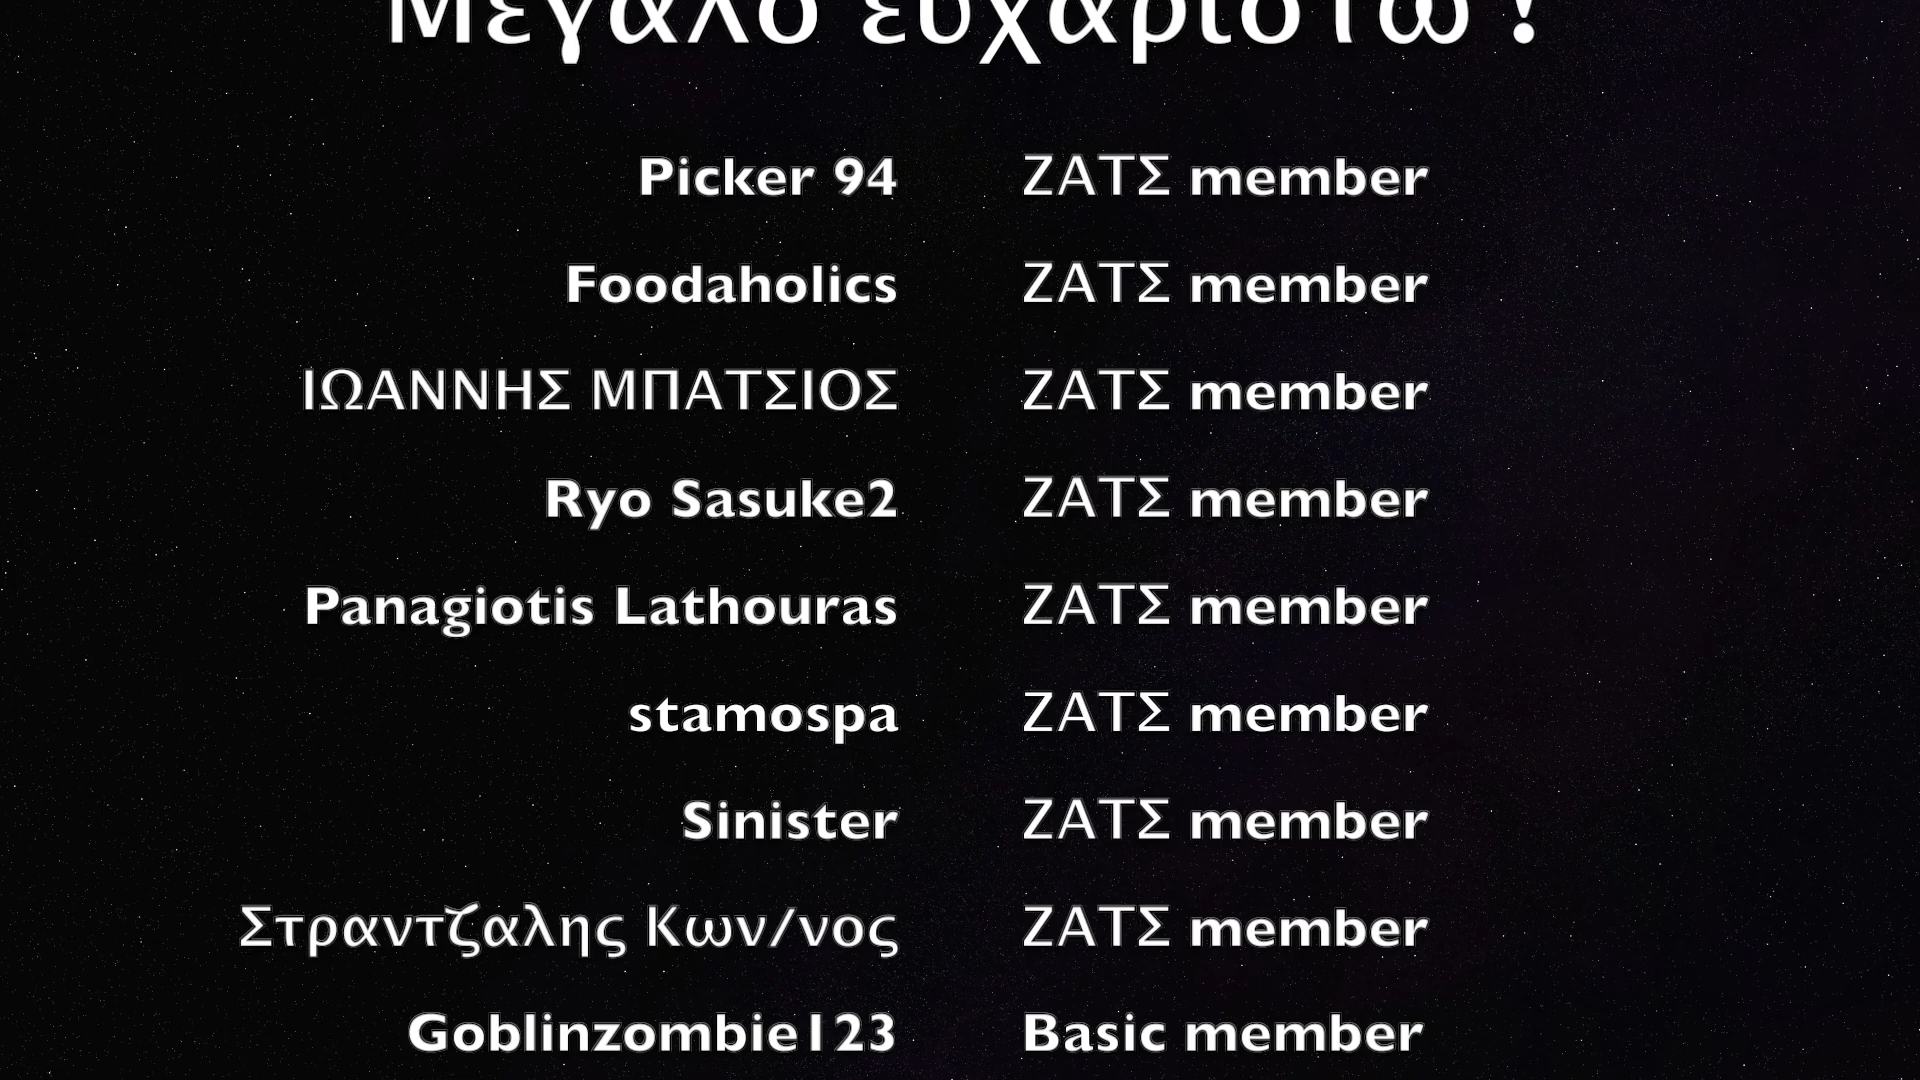 Μεγάλο ευχαριστώ !
Picker 94 ΖΑΤΣ member
Foodaholics ΖΑΤΣ member
ΙΩΑΝΝΗΣ ΜΠΑΤΣΙΟΣ ΖΑΤΣ member
Ryo Sasuke2 ΖΑΤΣ member
Panagiotis Lathouras ΖΑΤΣ member
stamospa ΖΑΤΣ member
Sinister ΖΑΤΣ member
Στραντζαλης Κων/νος ΖΑΤΣ member
Goblinzombie123 Basic member